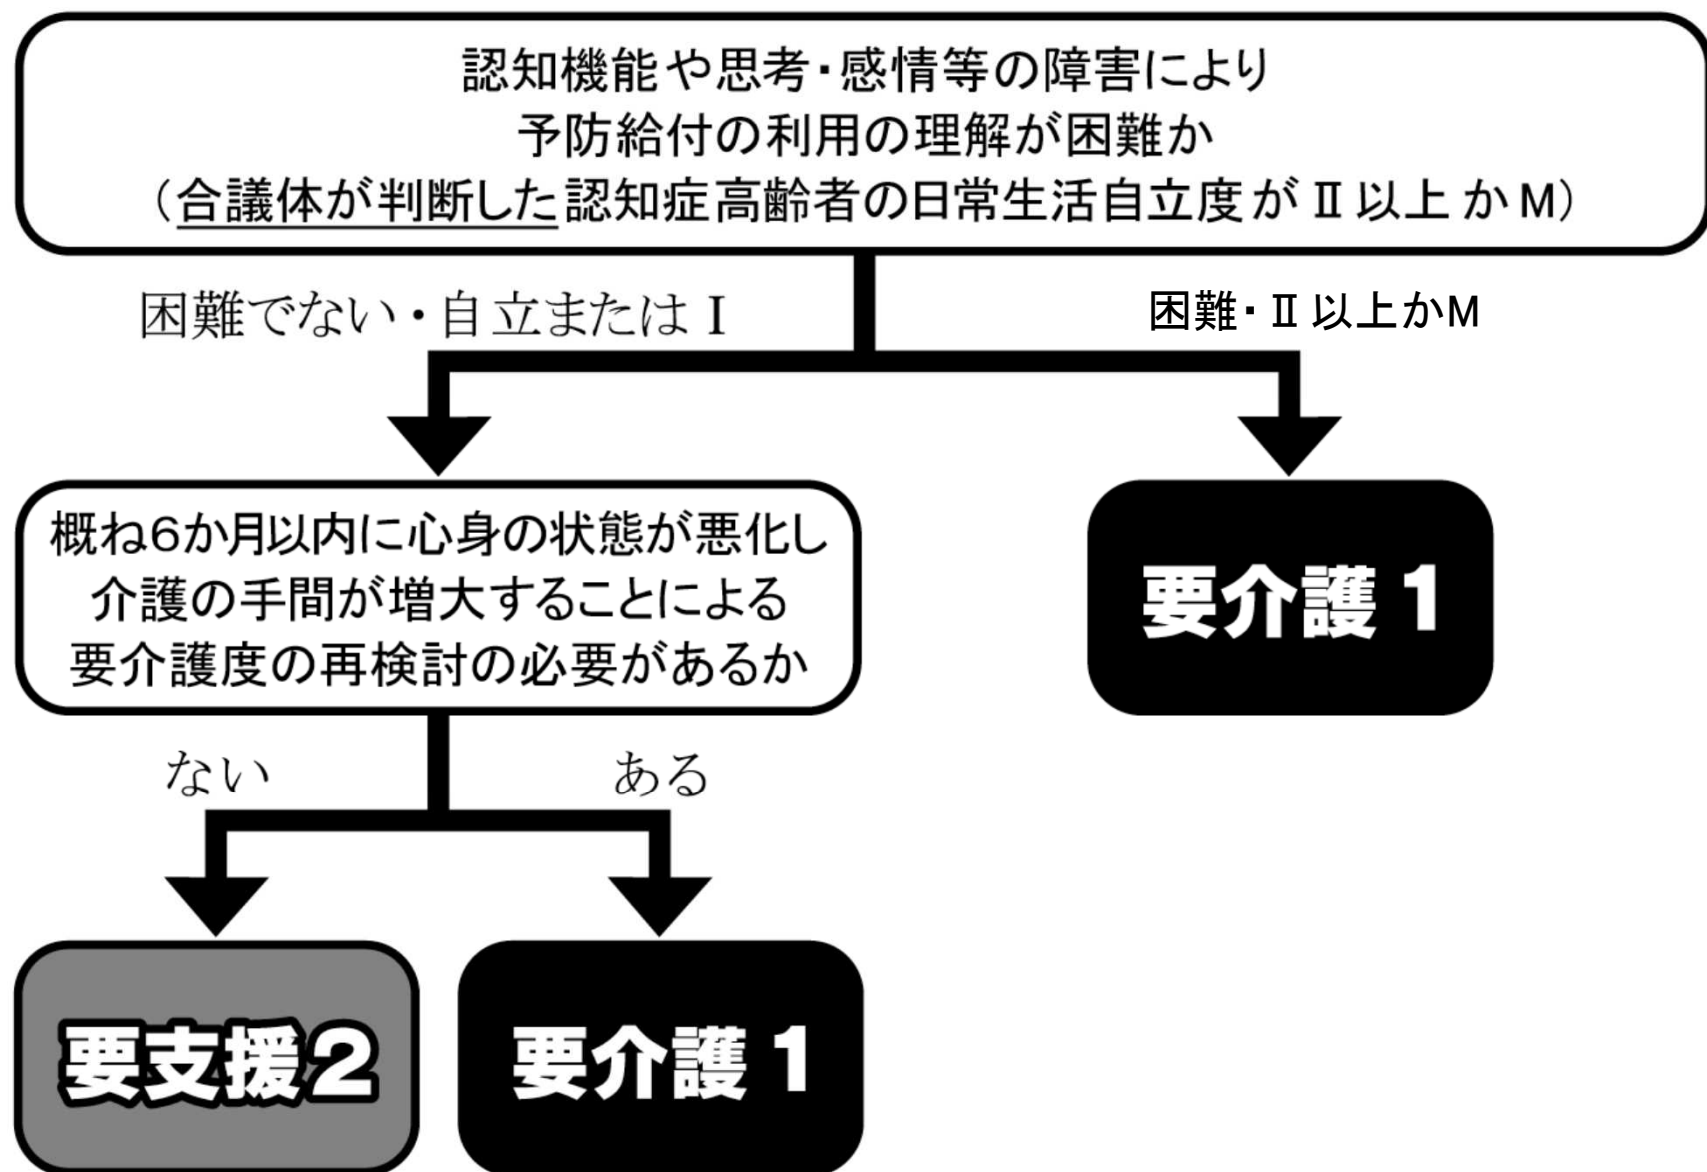 認知機能や思考・感情等の障害により
予防給付の利用の理解が困難か
（合議体が判断した認知症高齢者の日常生活自立度がⅡ以上かM）
困難でない・自立またはⅠ
困難・Ⅱ以上かM
概ね6か月以内に心身の状態が悪化し
介護の手間が増大することによる
要介護度の再検討の必要があるか
要介護1
ない
ある
要支援2
要介護1